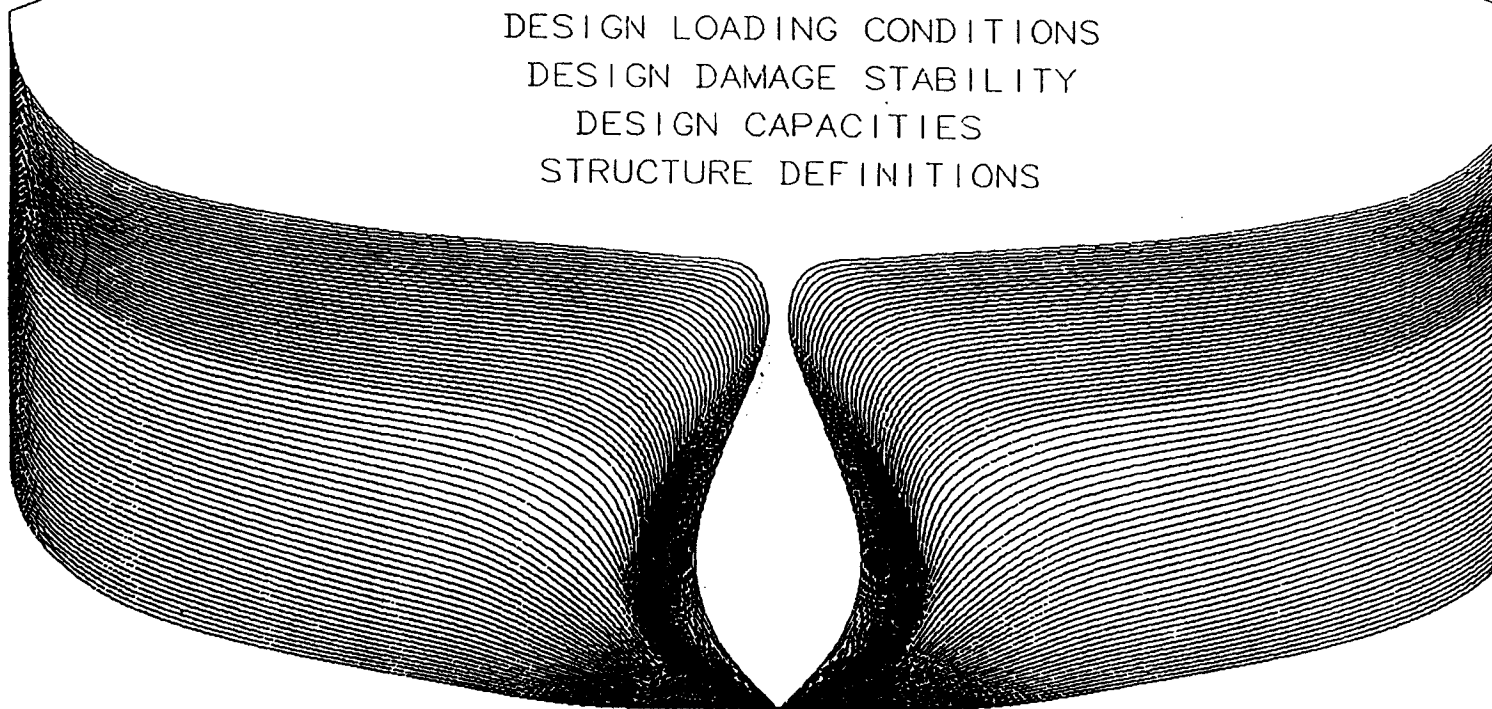 DESIGN LOADING CONDITIONS
DESIGN DAMAGE STABILITY
DESIGN CAPACITIES
STRUCTURE DEFINITIONS